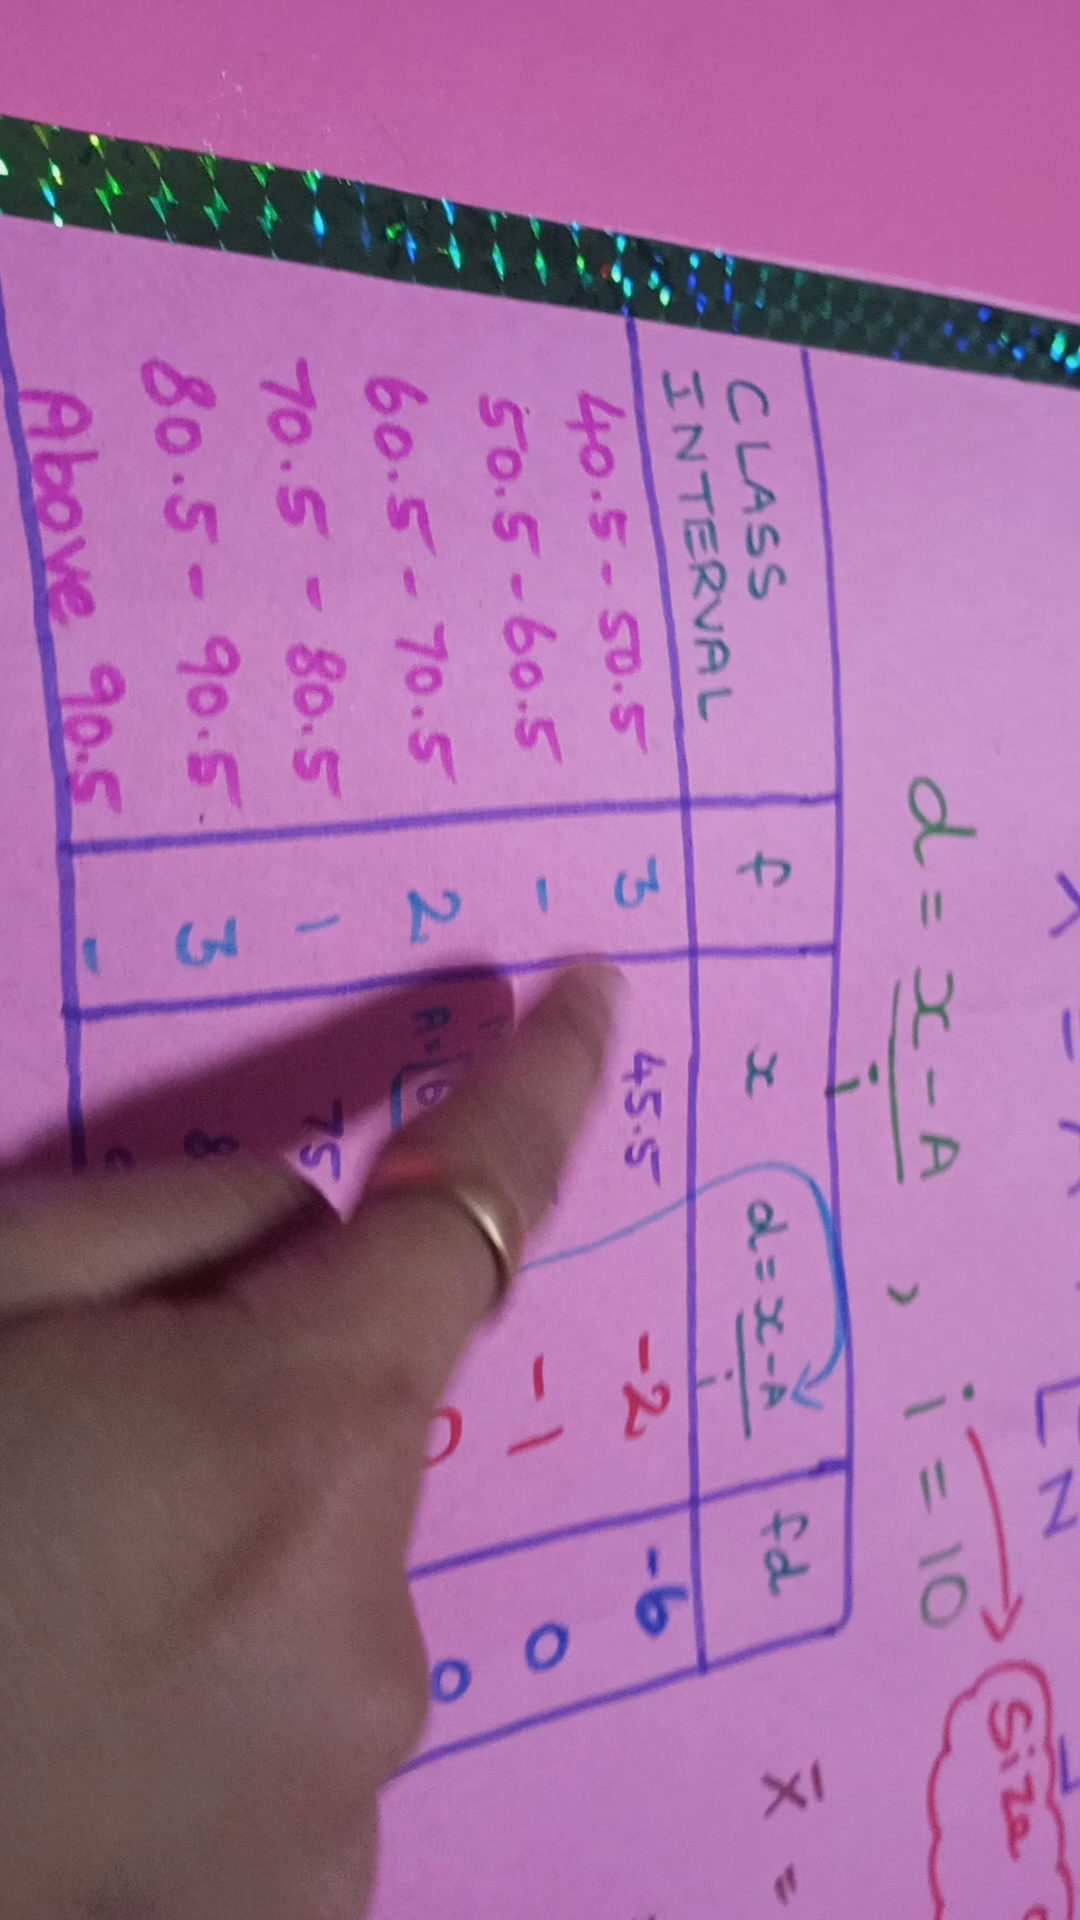 d = x - A / i , i = 10
Size
CLASS INTERVAL f x d = x - A / i fd
40.5 - 50.5 3 45.5 -2 -6
50.5 - 60.5 - -1 0
60.5 - 70.5 2 A = 0 0
70.5 - 80.5 1 75
80.5 - 90.5 3
Above 90.5 -
x̄ =